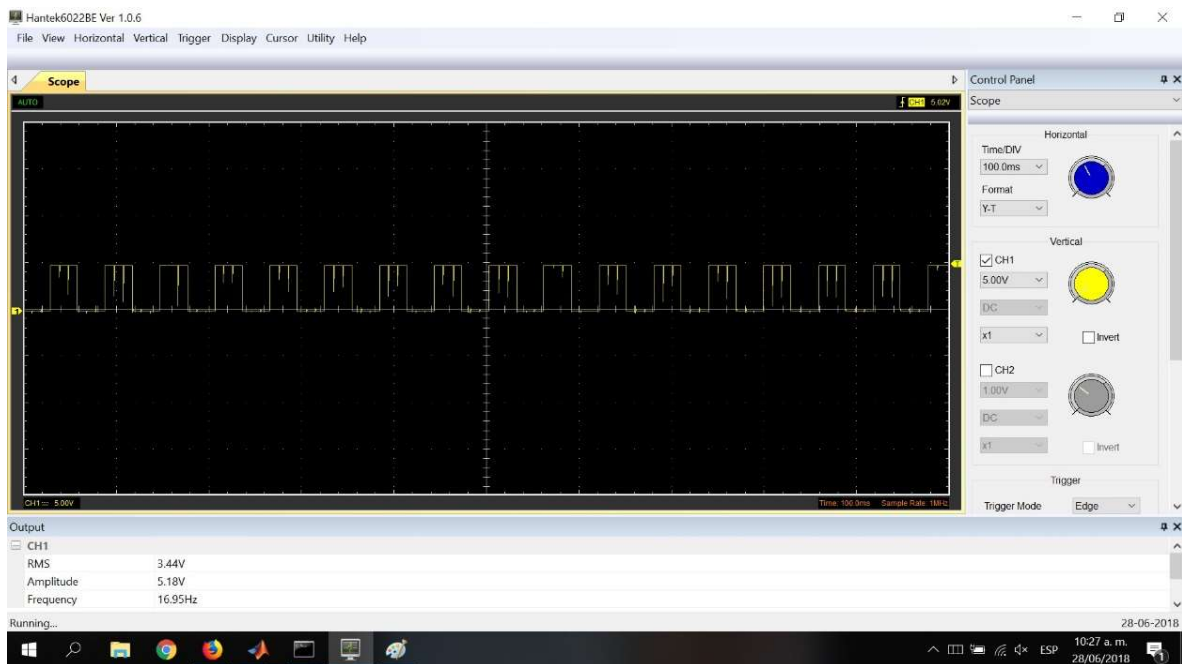 Hantek6022BE Ver 1.0.6
File View Horizontal Vertical Trigger Display Cursor Utility Help
Scope
AUTO
CH1 5.02V
T
1
CH1 5.00V
Time: 100.0ms Sample Rate: 1MHz
Control Panel
Scope
Horizontal
Time/DIV
100.0ms
Format
Y-T
Vertical
CH1
5.00V
DC
x1
Invert
CH2
1.00V
DC
x1
Invert
Trigger
Trigger Mode Edge
Output
CH1
RMS 3.44V
Amplitude 5.18V
Frequency 16.95Hz
Running...
28-06-2018
ESP
10:27 a. m.
28/06/2018
1